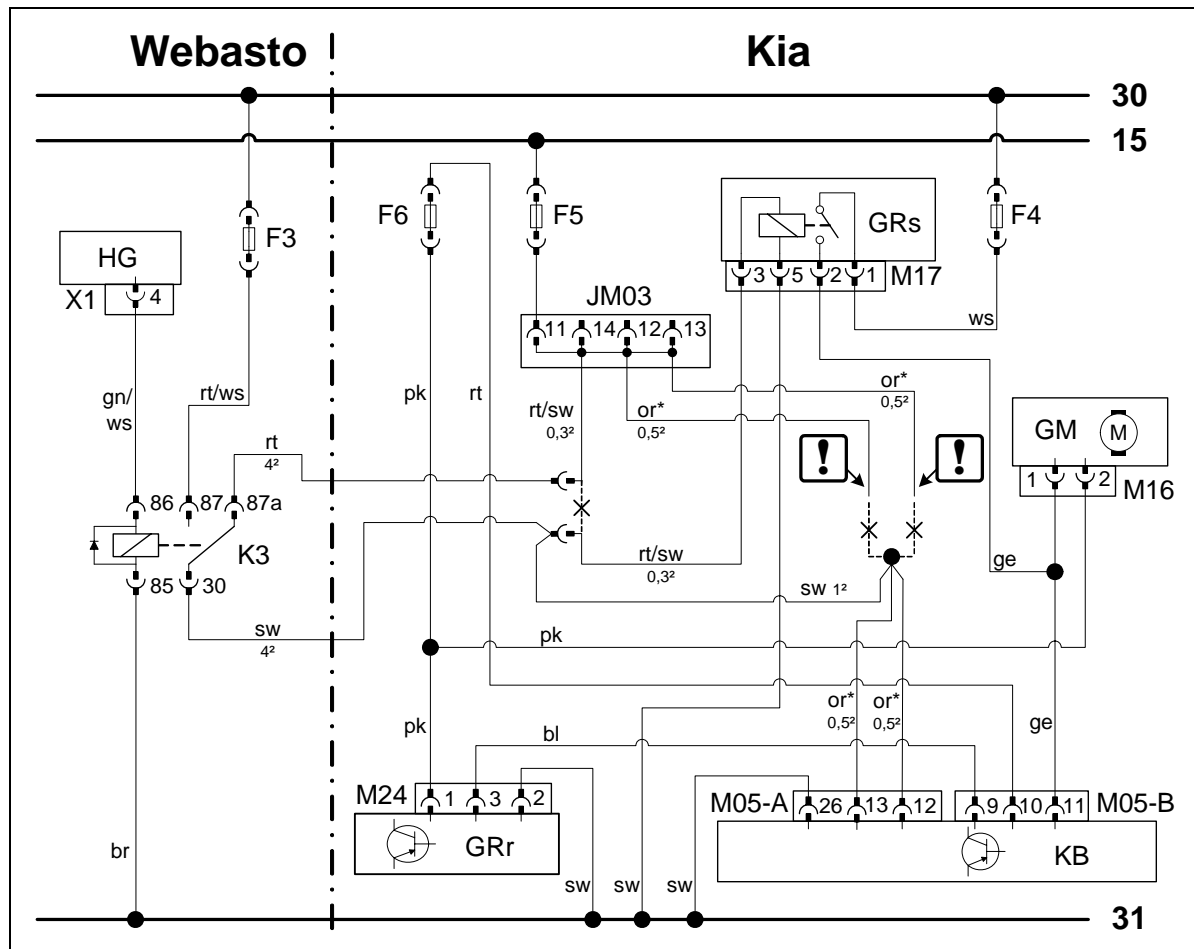 Webasto
Kia
30
15
F6
F5
F4
F3
GRs
HG
3 5 2 1 M17
X1 4
JM03
11 14 12 13
ws
gn/
ws
rt/ws
pk
rt
rt/sw
0,3²
or*
0,5²
or*
0,5²
GM M
rt
4²
! !
1 2
M16
86 87 87a
K3
rt/sw
0,3²
ge
85 30
sw 1²
sw
4²
pk
or* or*
0,5² 0,5²
pk
bl
ge
M24 1 3 2
M05-A 26 13 12 9 10 11 M05-B
GRr
KB
br
sw sw sw
31